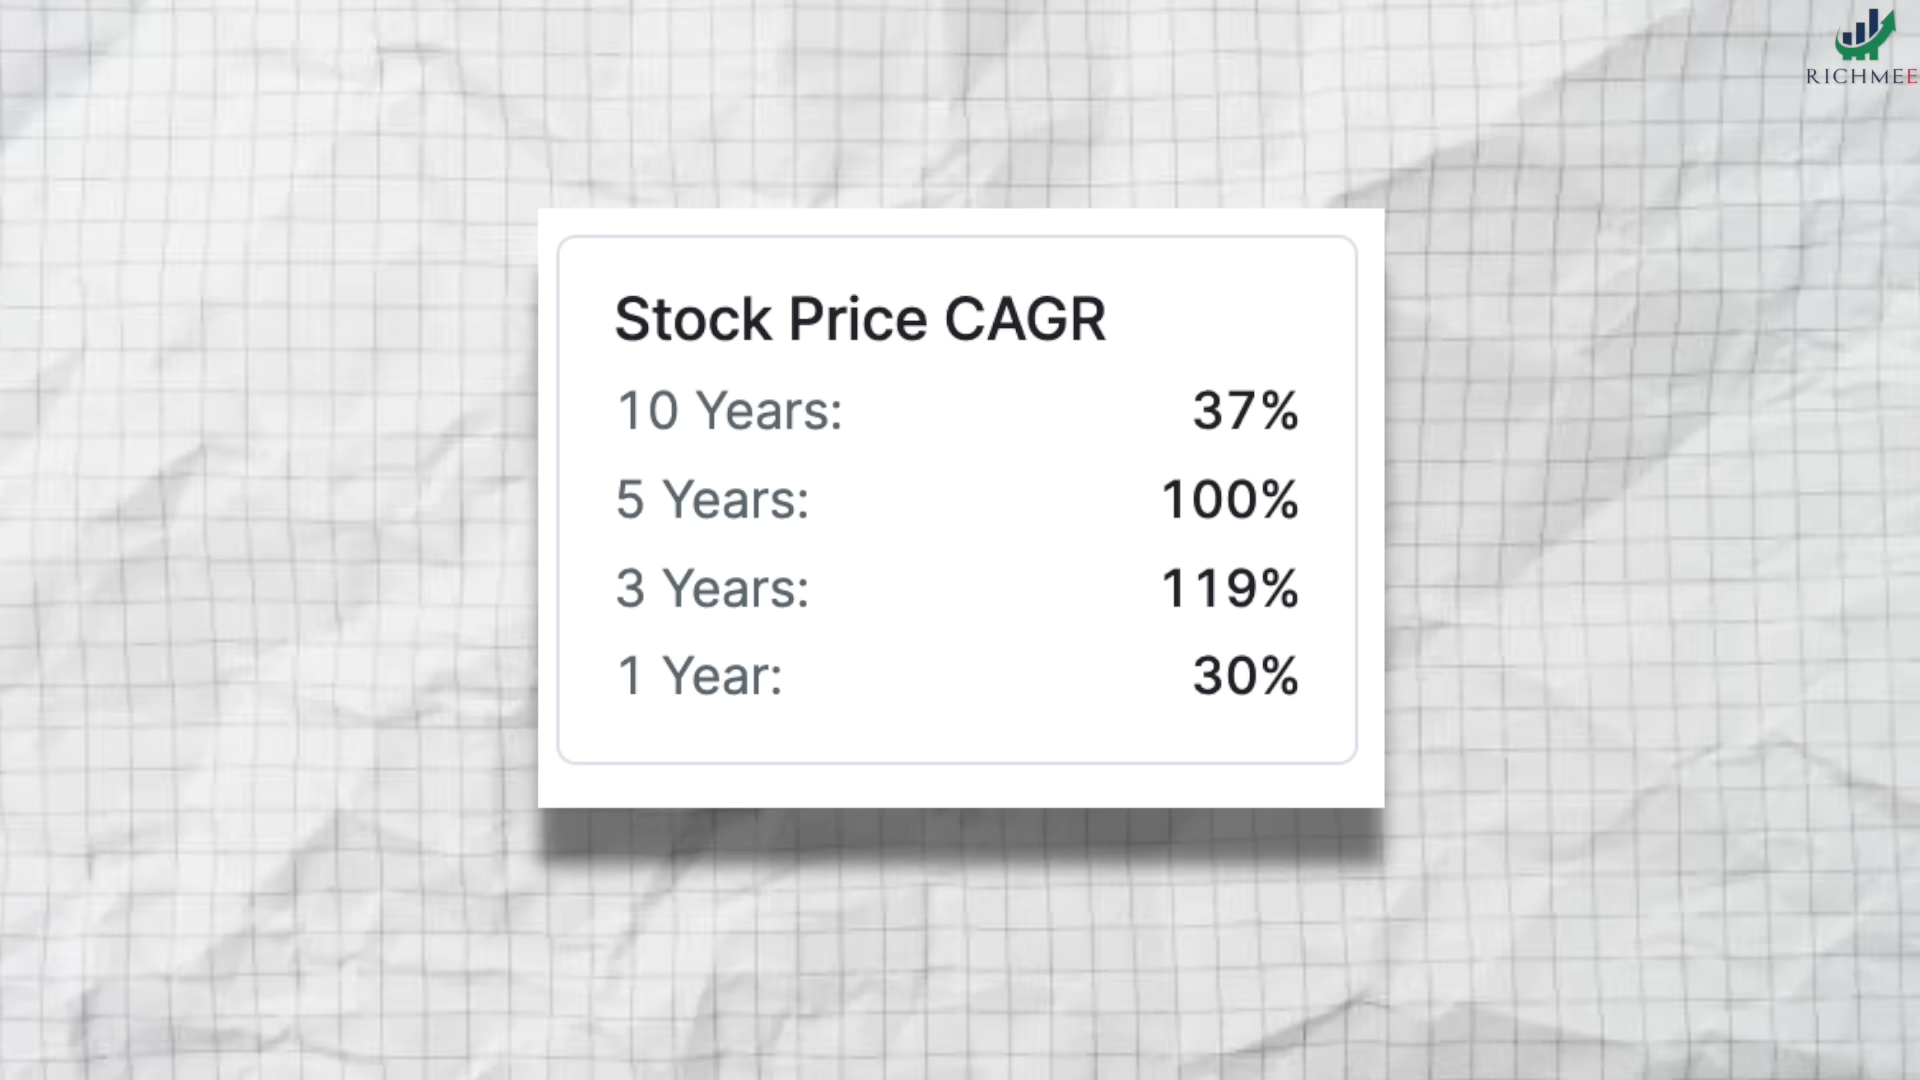 RICHMEE
Stock Price CAGR
10 Years: 37%
5 Years: 100%
3 Years: 119%
1 Year: 30%